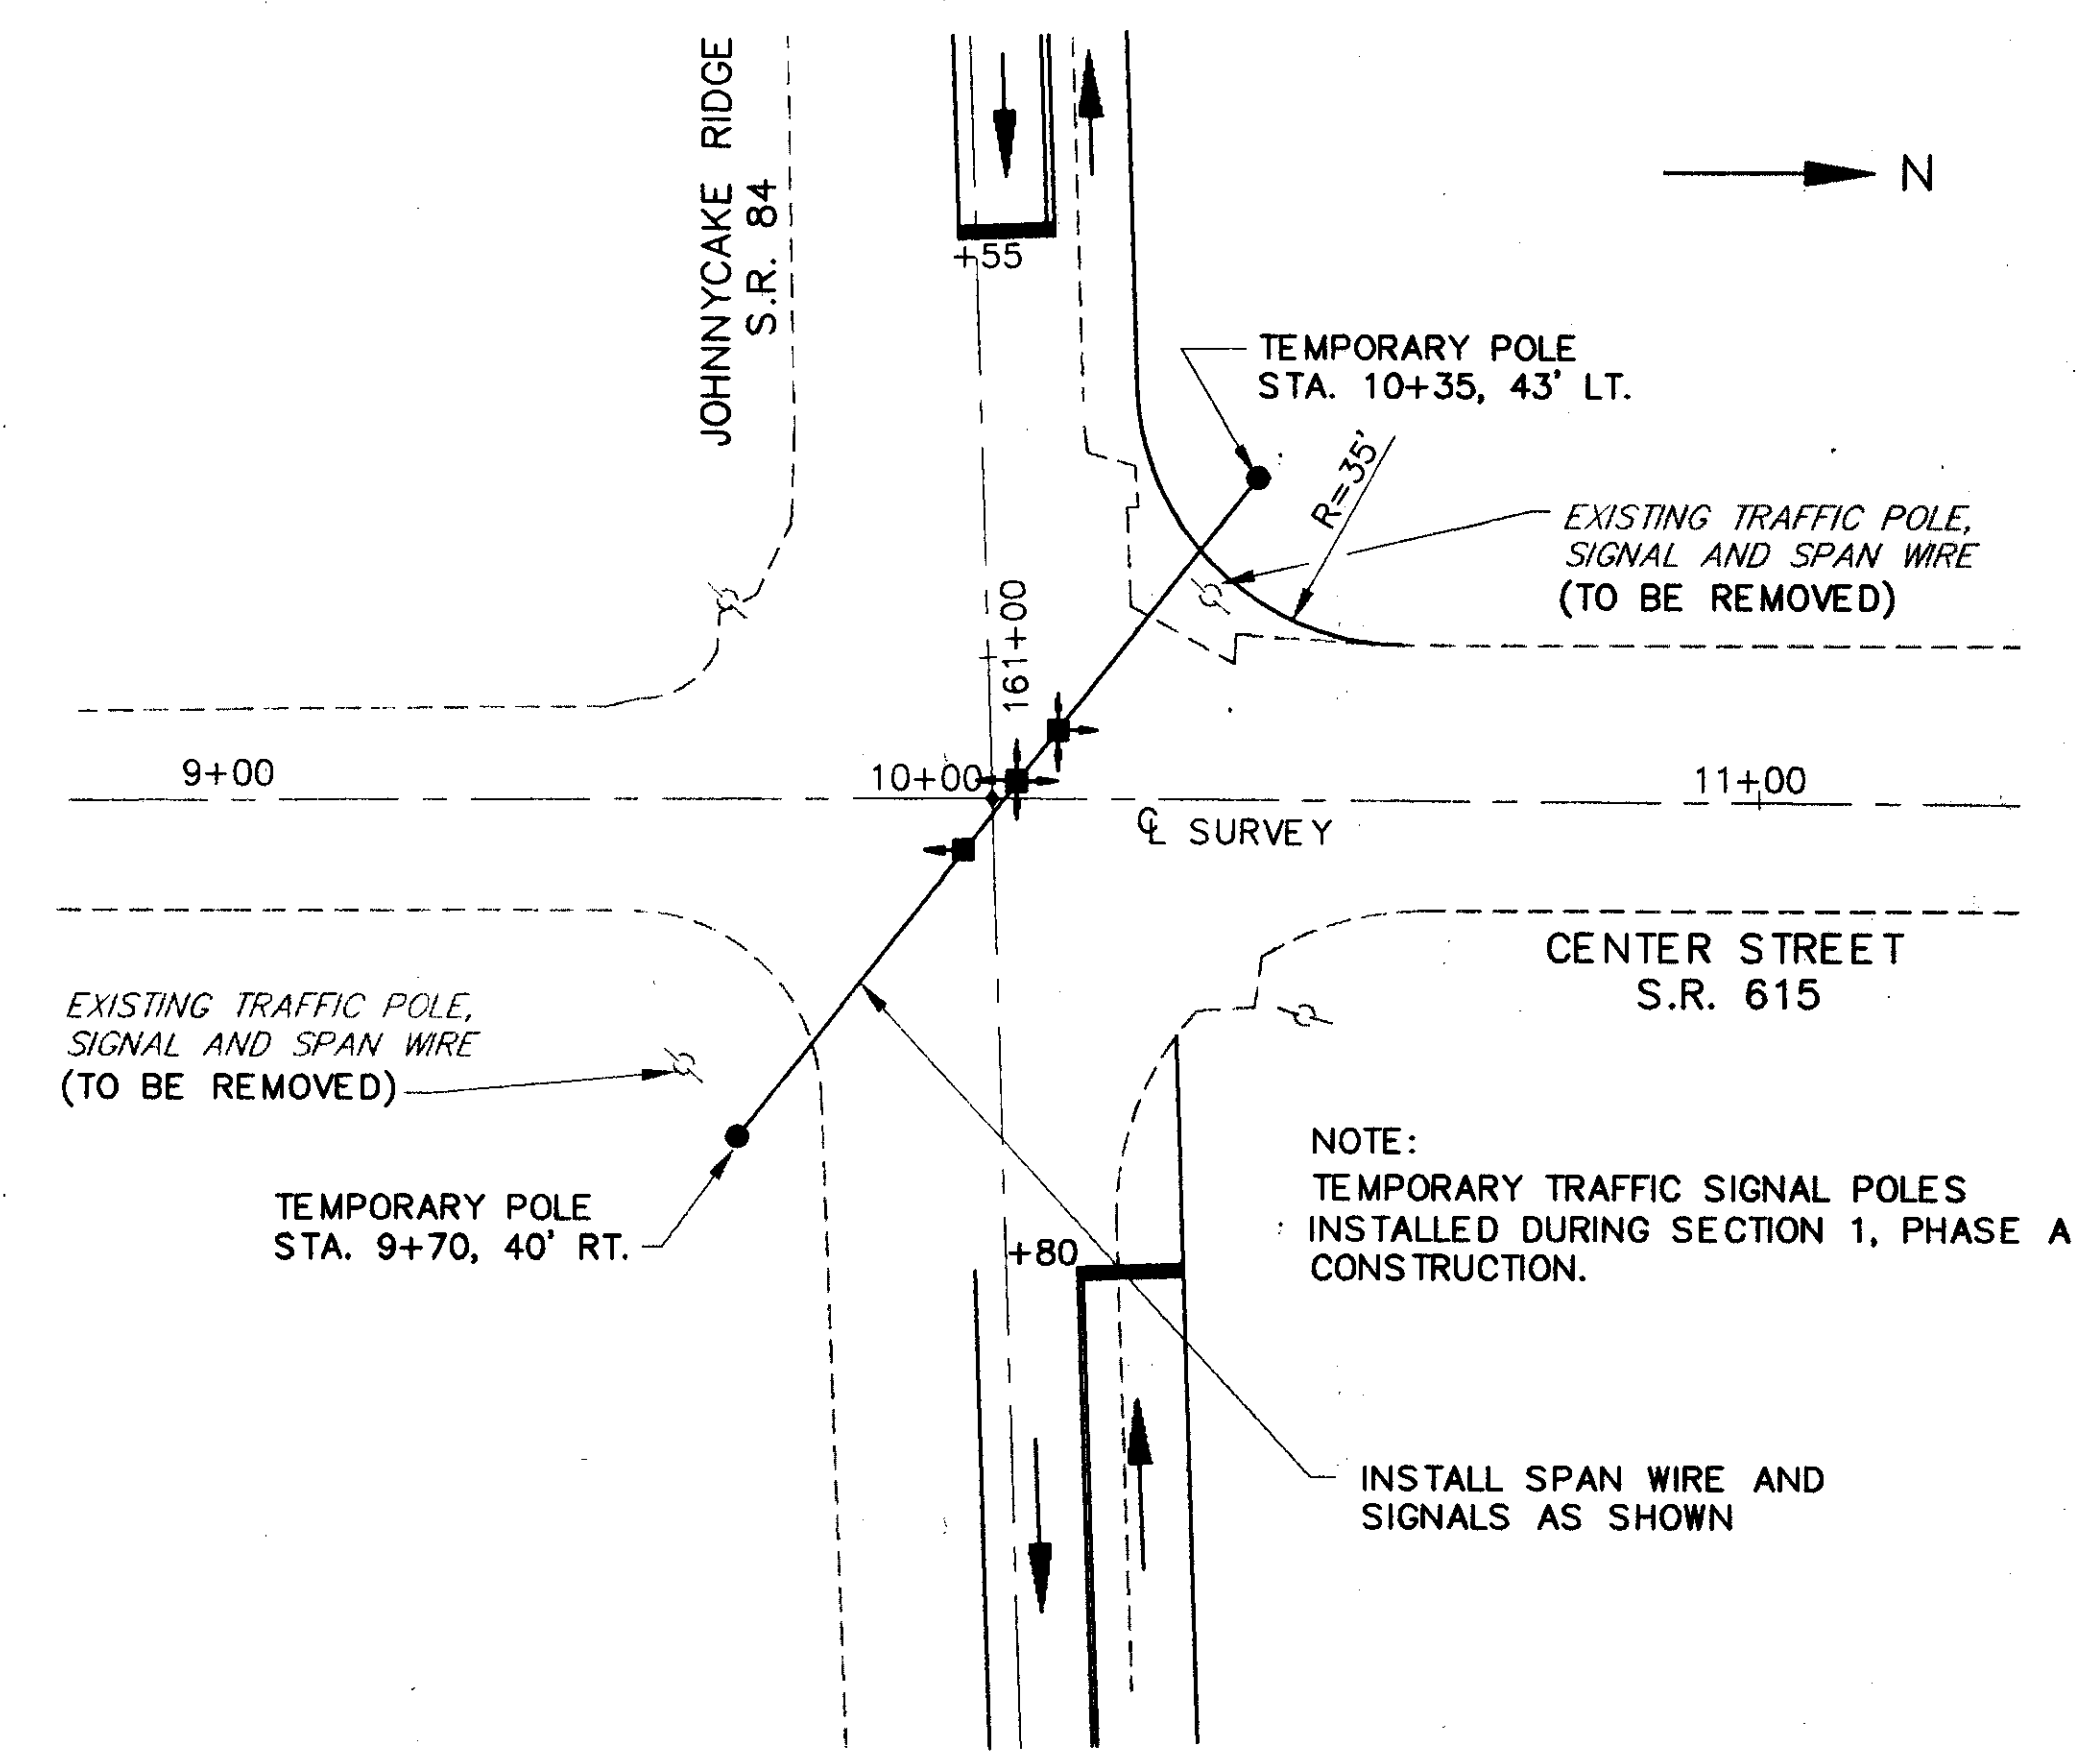 JOHNNYCAKE RIDGE
S.R. 84
N
+55
TEMPORARY POLE
STA. 10+35, 43' LT.
R=35'
EXISTING TRAFFIC POLE,
SIGNAL AND SPAN WIRE
(TO BE REMOVED)
161+00
9+00
10+00
11+00
℄ SURVEY
CENTER STREET
S.R. 615
EXISTING TRAFFIC POLE,
SIGNAL AND SPAN WIRE
(TO BE REMOVED)
TEMPORARY POLE
STA. 9+70, 40' RT.
+80
NOTE:
TEMPORARY TRAFFIC SIGNAL POLES
INSTALLED DURING SECTION 1, PHASE A
CONSTRUCTION.
INSTALL SPAN WIRE AND
SIGNALS AS SHOWN